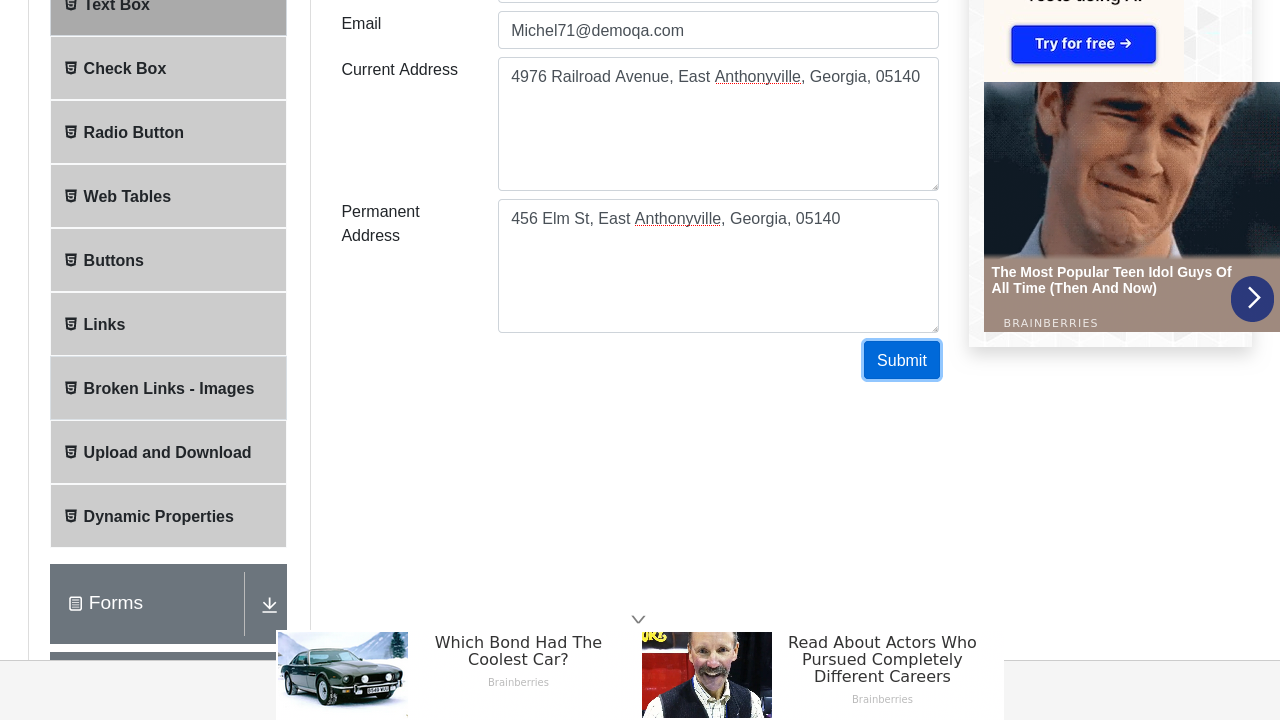 Text Box
Check Box
Radio Button
Web Tables
Buttons
Links
Broken Links - Images
Upload and Download
Dynamic Properties
Forms
Email
Michel71@demoqa.com
Current Address
4976 Railroad Avenue, East Anthonyville, Georgia, 05140
Permanent
Address
456 Elm St, East Anthonyville, Georgia, 05140
Submit
Try for free →
The Most Popular Teen Idol Guys Of
All Time (Then And Now)
BRAINBERRIES
Which Bond Had The
Coolest Car?
Brainberries
Read About Actors Who
Pursued Completely
Different Careers
Brainberries